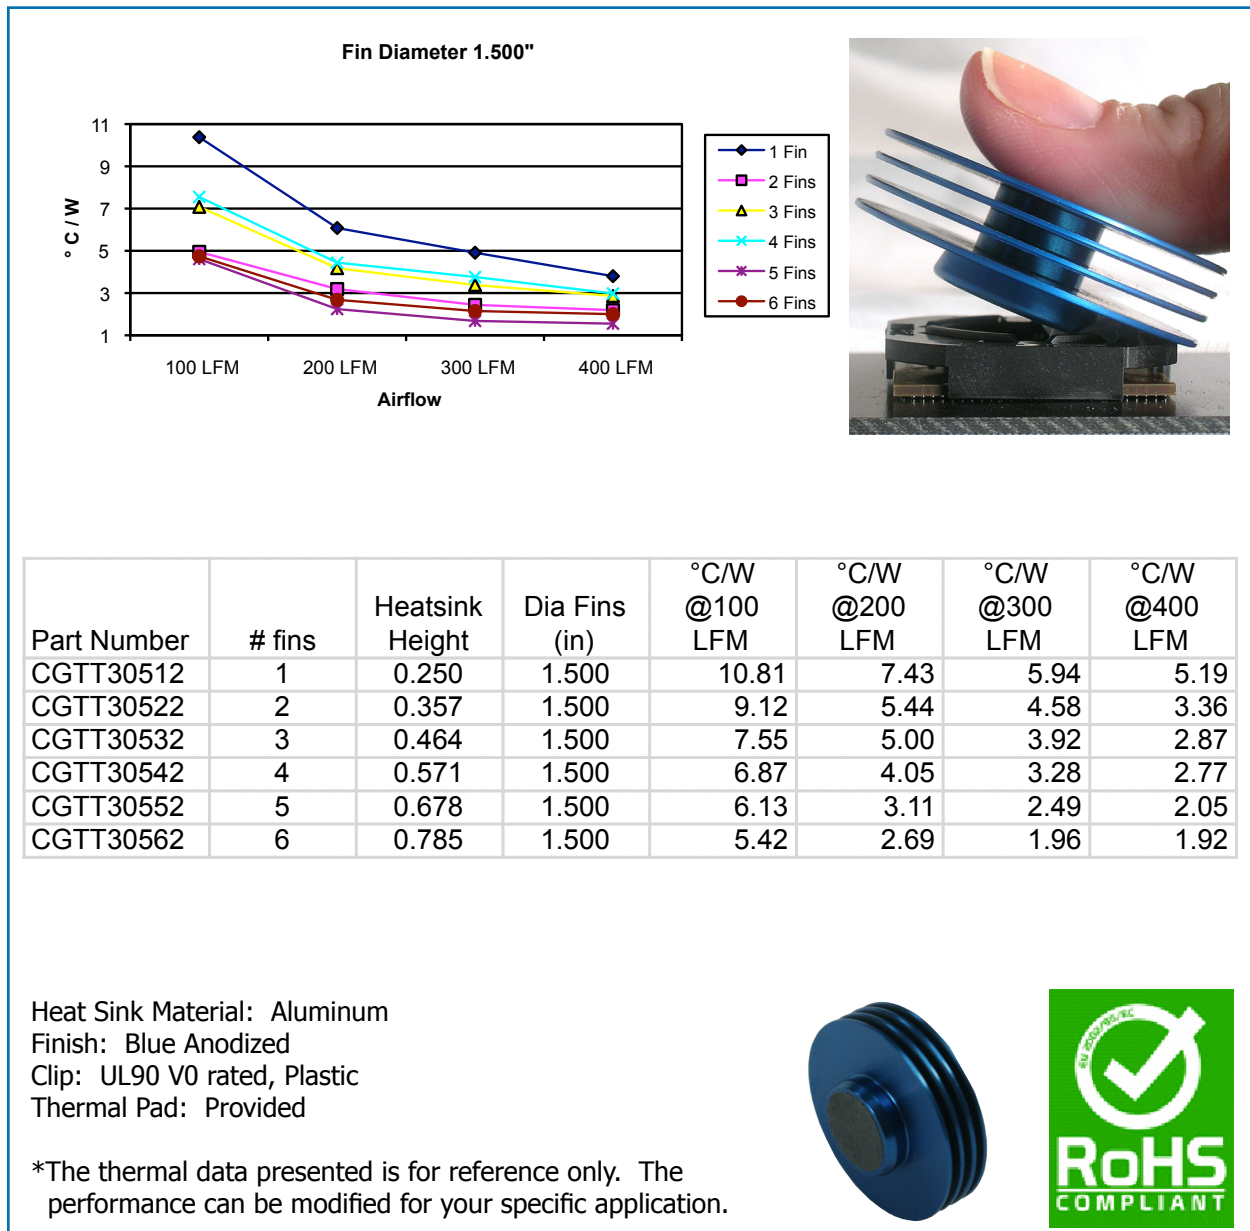 Fin Diameter 1.500"
11
9
7
5
3
1
° C / W
100 LFM 200 LFM 300 LFM 400 LFM
Airflow
1 Fin
2 Fins
3 Fins
4 Fins
5 Fins
6 Fins
Part Number # fins Heatsink Height Dia Fins (in) °C/W @100 LFM °C/W @200 LFM °C/W @300 LFM °C/W @400 LFM
CGTT30512 1 0.250 1.500 10.81 7.43 5.94 5.19
CGTT30522 2 0.357 1.500 9.12 5.44 4.58 3.36
CGTT30532 3 0.464 1.500 7.55 5.00 3.92 2.87
CGTT30542 4 0.571 1.500 6.87 4.05 3.28 2.77
CGTT30552 5 0.678 1.500 6.13 3.11 2.49 2.05
CGTT30562 6 0.785 1.500 5.42 2.69 1.96 1.92
Heat Sink Material: Aluminum
Finish: Blue Anodized
Clip: UL90 V0 rated, Plastic
Thermal Pad: Provided
*The thermal data presented is for reference only. The
performance can be modified for your specific application.
EU 2002/95/EC
RoHS
COMPLIANT